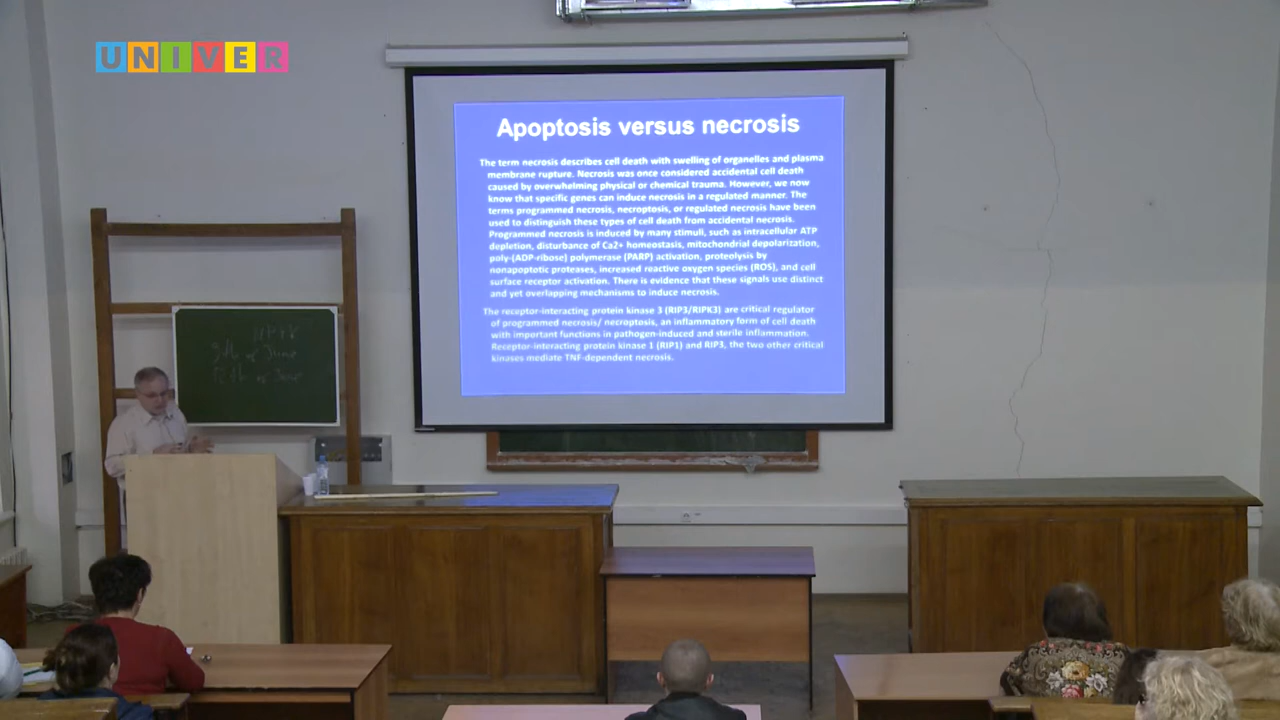 UNIVER
Apoptosis versus necrosis
The term necrosis describes cell death with swelling of organelles and plasma
membrane rupture. Necrosis was once considered accidental cell death
caused by overwhelming physical or chemical trauma. However, we now
know that specific genes can induce necrosis in a regulated manner. The
terms programmed necrosis, necroptosis, or regulated necrosis have been
used to distinguish these types of cell death from accidental necrosis.
Programmed necrosis is induced by many stimuli, such as intracellular ATP
depletion, disturbance of Ca2+ homeostasis, mitochondrial depolarization,
poly-(ADP-ribose) polymerase (PARP) activation, proteolysis by
nonapoptotic proteases, increased reactive oxygen species (ROS), and cell
surface receptor activation. There is evidence that these signals use distinct
and yet overlapping mechanisms to induce necrosis.
The receptor-interacting protein kinase 3 (RIP3/RIPK3) are critical regulator
of programmed necrosis/ necroptosis, an inflammatory form of cell death
with important functions in pathogen-induced and sterile inflammation.
Receptor-interacting protein kinase 1 (RIP1) and RIP3, the two other critical
kinases mediate TNF-dependent necrosis.
of June
of June